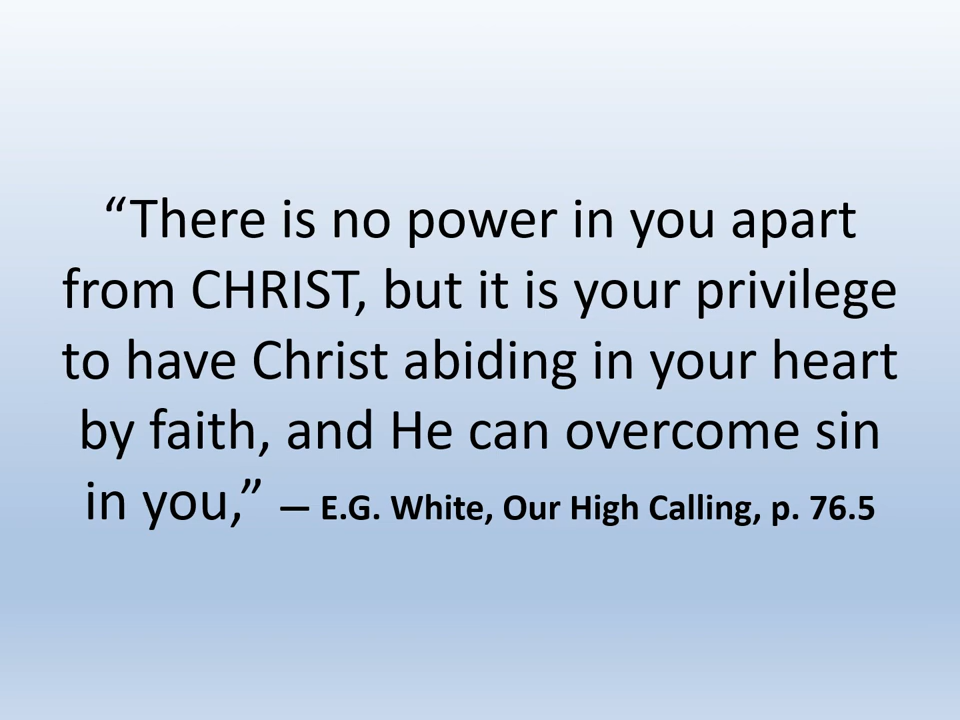 “There is no power in you apart
from CHRIST, but it is your privilege
to have Christ abiding in your heart
by faith, and He can overcome sin
in you,” – E.G. White, Our High Calling, p. 76.5